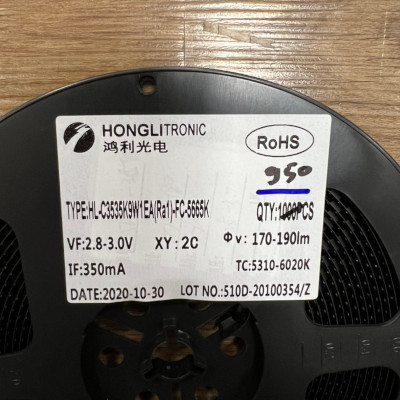 HONGLITRONIC
鸿利光电
RoHS
950
TYPE:HL-C3535K9W1EA(Ra1)-FC-5665K QTY:1000PCS
VF:2.8-3.0V XY:2C Φv:170-190lm
IF:350mA TC:5310-6020K
DATE:2020-10-30 LOT NO.:510D-20100354/Z